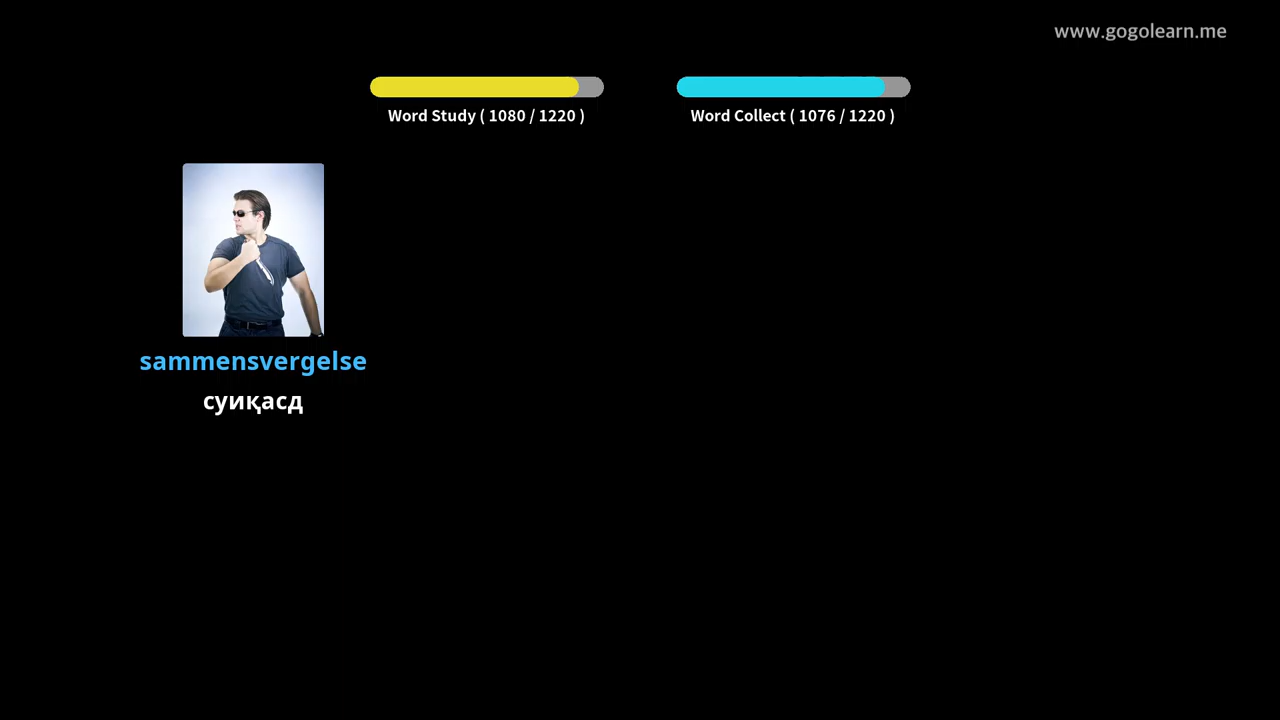 www.gogolearn.me
Word Study ( 1080 / 1220 )
Word Collect ( 1076 / 1220 )
sammensvergelse
суиқасд